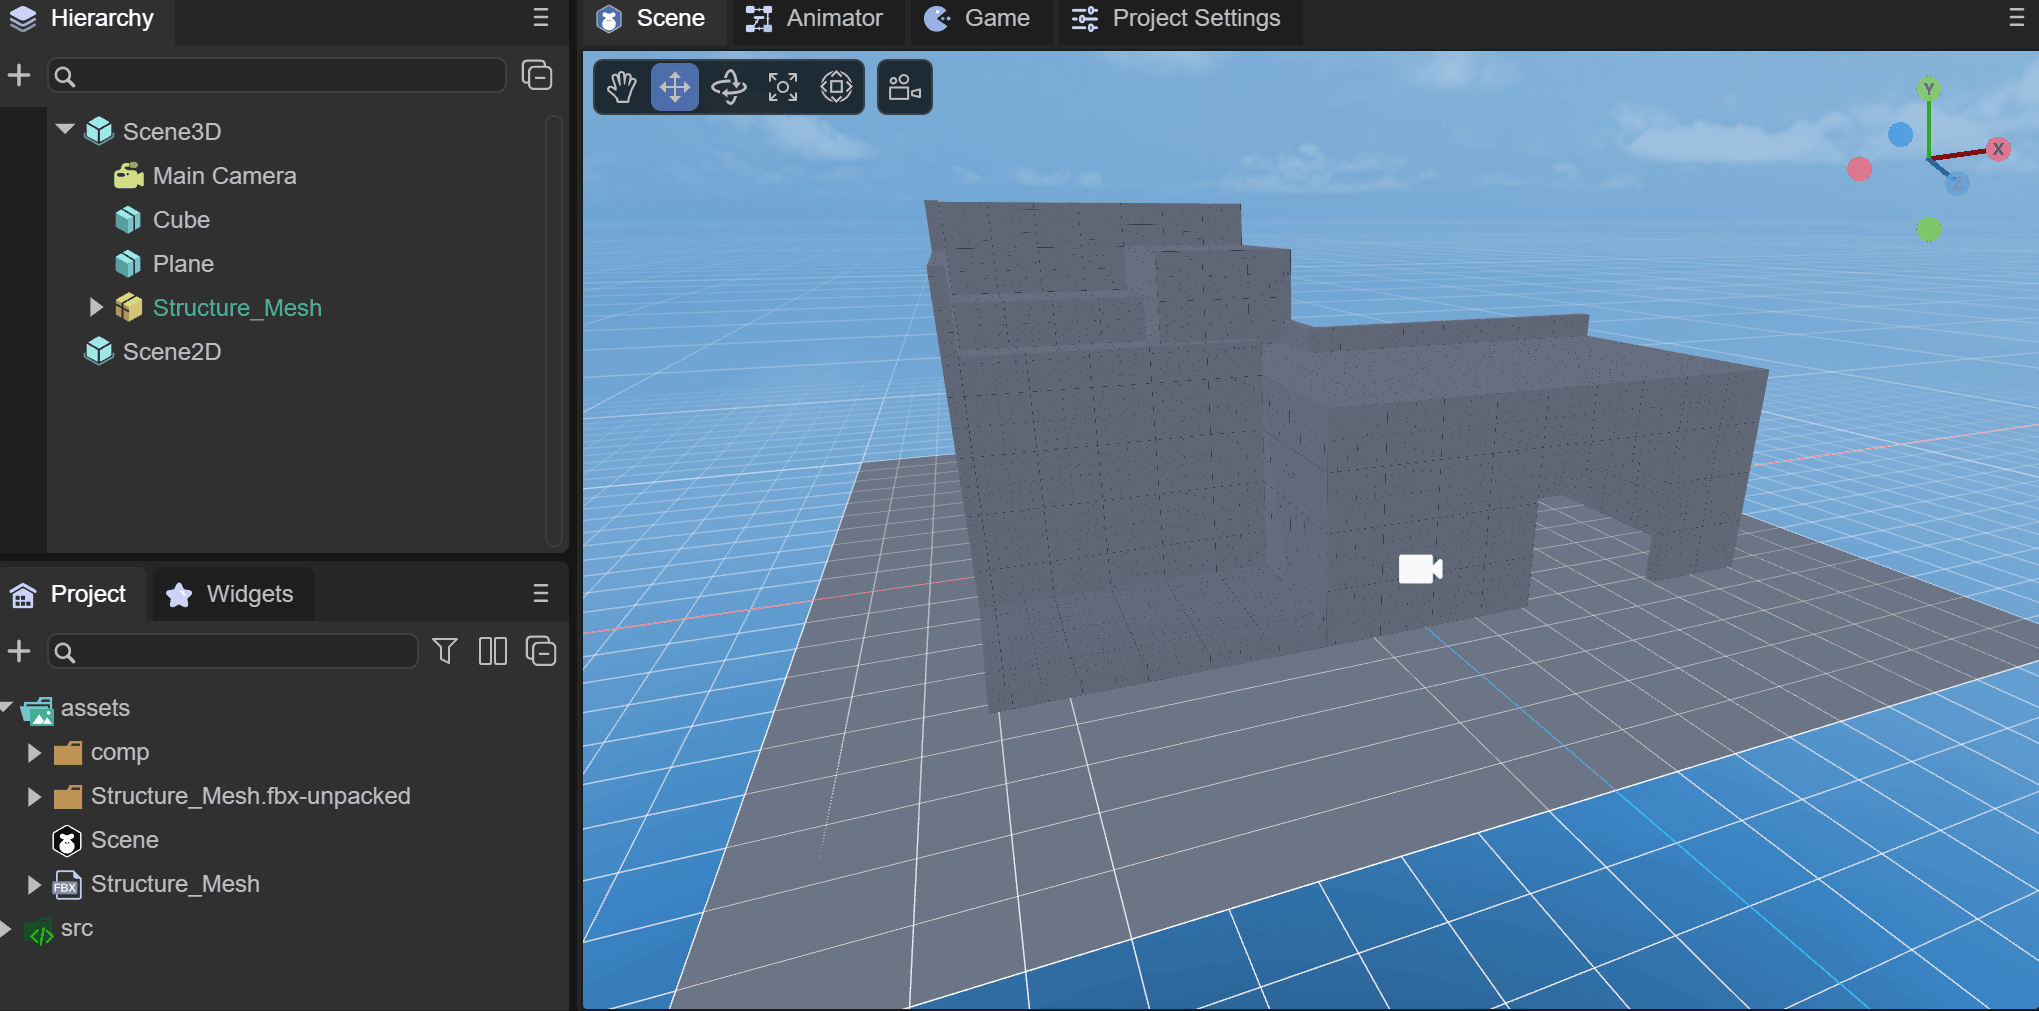 Hierarchy
Scene3D
Main Camera
Cube
Plane
Structure_Mesh
Scene2D
Project
Widgets
assets
comp
Structure_Mesh.fbx-unpacked
Scene
FBX
Structure_Mesh
src
Scene
Animator
Game
Project Settings
Y
X
Z